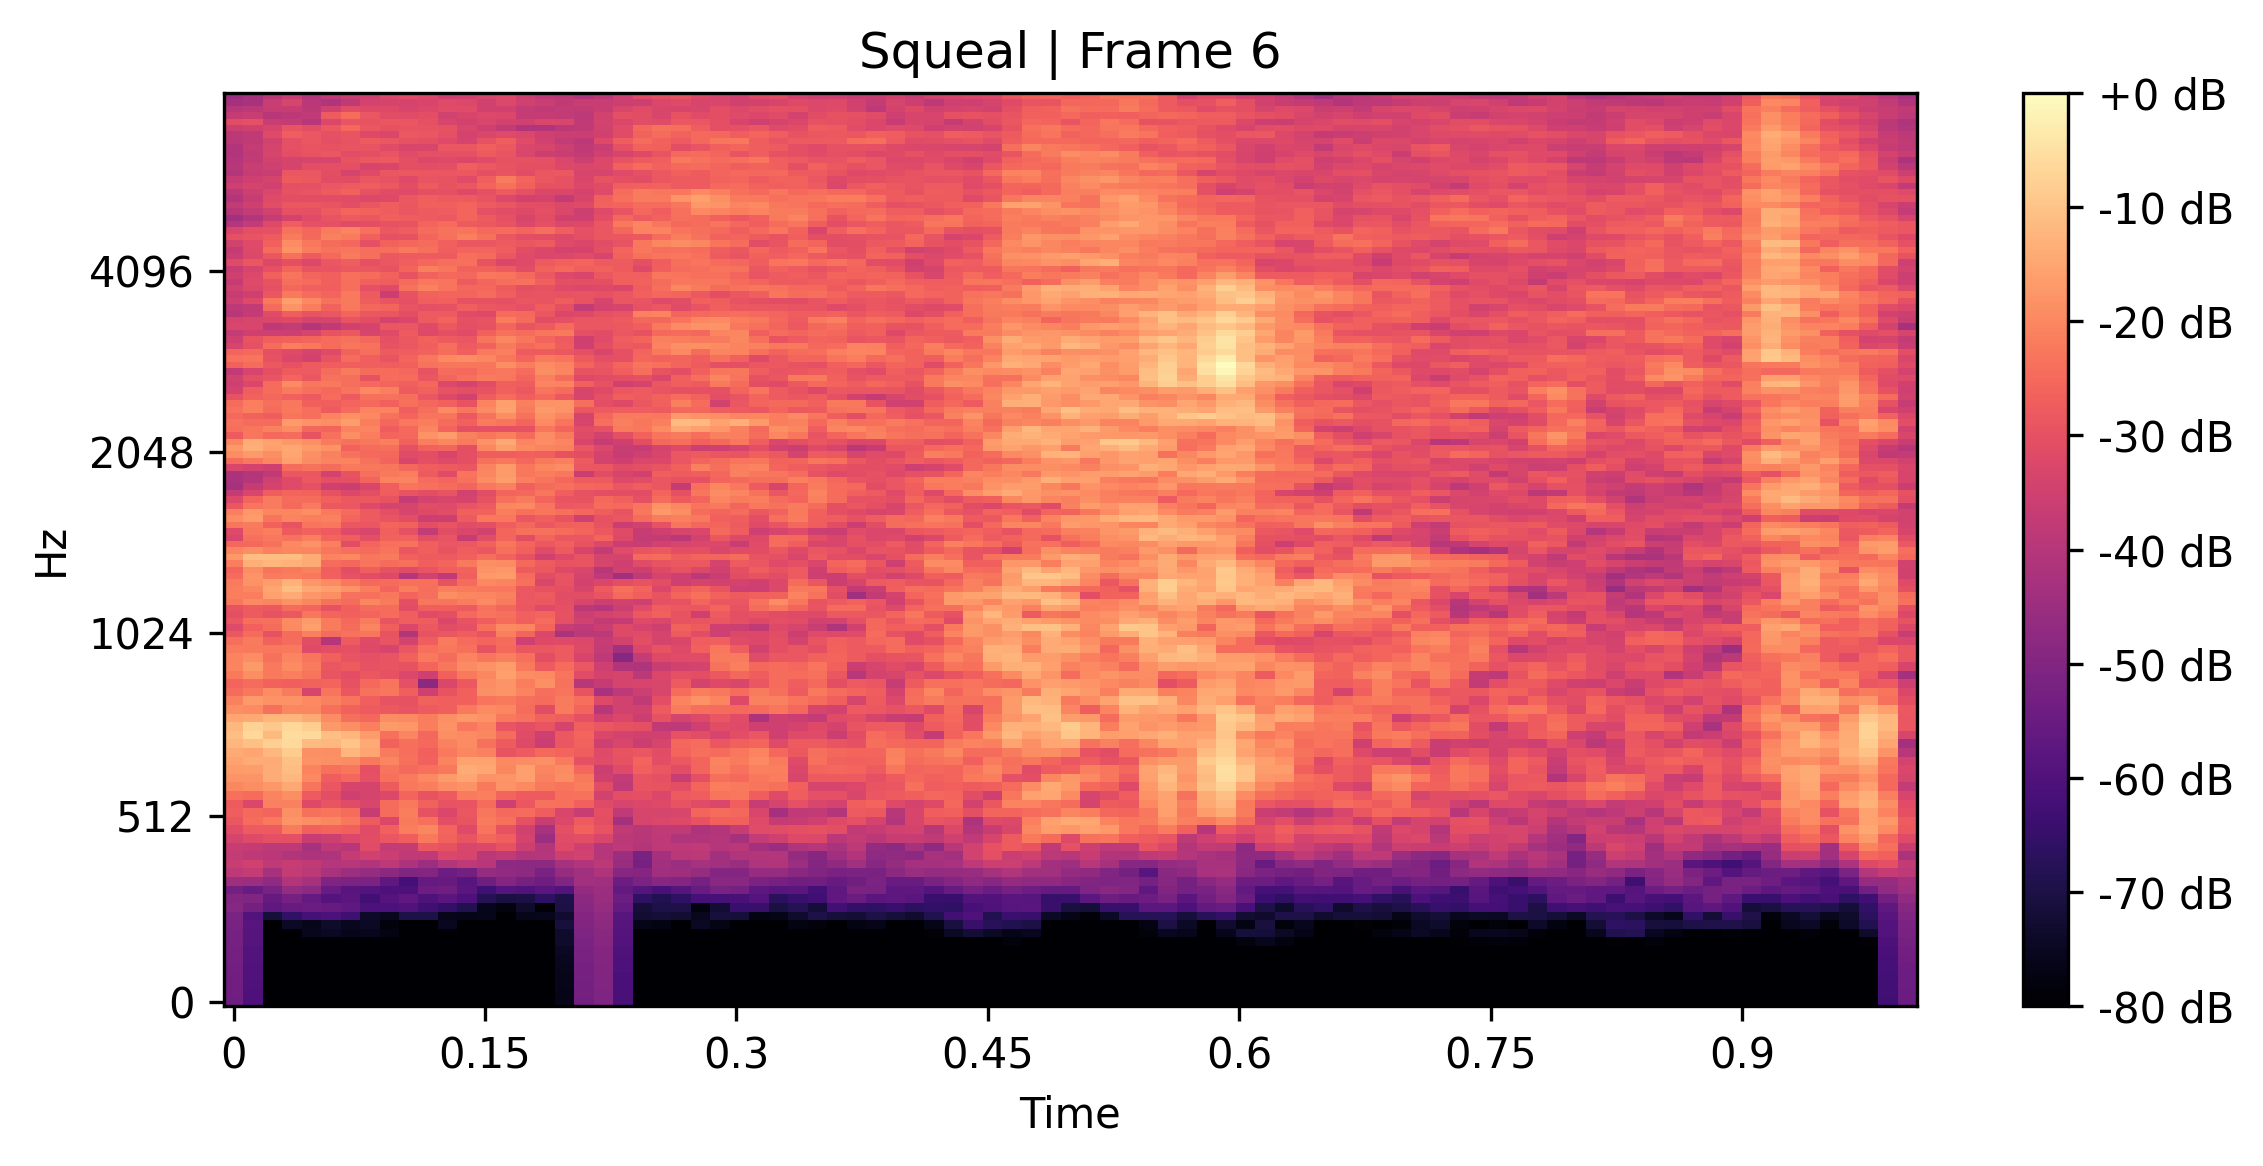 Squeal | Frame 6
Hz
4096
2048
1024
512
0
0 0.15 0.3 0.45 0.6 0.75 0.9
Time
+0 dB
-10 dB
-20 dB
-30 dB
-40 dB
-50 dB
-60 dB
-70 dB
-80 dB